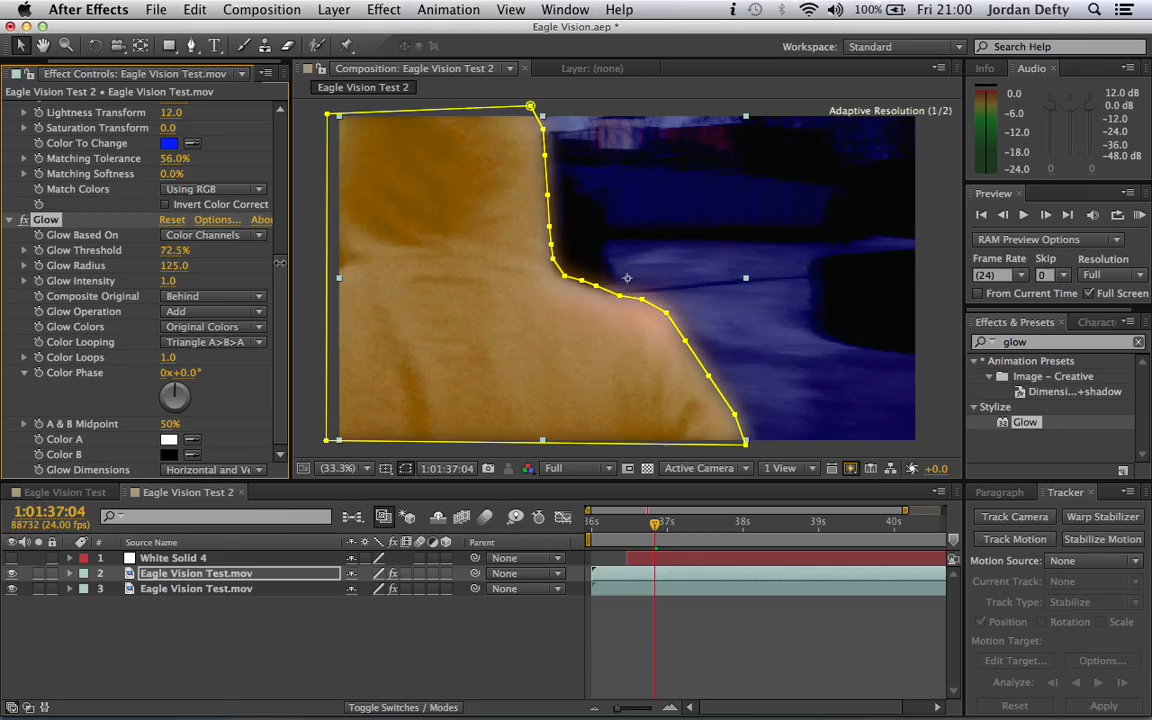 After Effects File Edit Composition Layer Effect Animation View Window Help 100% Fri 21:00 Jordan Defty
Eagle Vision.aep *
Workspace: Standard Search Help
Effect Controls: Eagle Vision Test.mov
Eagle Vision Test 2 • Eagle Vision Test.mov
Lightness Transform 12.0
Saturation Transform 0.0
Color To Change
Matching Tolerance 56.0%
Matching Softness 0.0%
Match Colors Using RGB
Invert Color Correct
fx Glow Reset Options... Abou
Glow Based On Color Channels
Glow Threshold 72.5%
Glow Radius 125.0
Glow Intensity 1.0
Composite Original Behind
Glow Operation Add
Glow Colors Original Colors
Color Looping Triangle A>B>A
Color Loops 1.0
Color Phase 0x+0.0°
A & B Midpoint 50%
Color A
Color B
Glow Dimensions Horizontal and Ve
Composition: Eagle Vision Test 2 Layer: (none)
Eagle Vision Test 2
Adaptive Resolution (1/2)
(33.3%) 1:01:37:04 Full Active Camera 1 View +0.0
Info Audio
0.0 12.0 dB
-6.0 0.0 dB
-12.0
-18.0 -36.0
-24.0 -48.0 dB
Preview
RAM Preview Options
Frame Rate Skip Resolution
(24) 0 Full
From Current Time Full Screen
Effects & Presets Charact
glow
* Animation Presets
Image – Creative
Dimensi...+shadow
Stylize
32 Glow
Eagle Vision Test Eagle Vision Test 2
1:01:37:04
88732 (24.00 fps)
36s 37s 38s 39s 40s
# Source Name fx Parent
1 White Solid 4 None
2 Eagle Vision Test.mov fx None
3 Eagle Vision Test.mov fx None
Toggle Switches / Modes
Paragraph Tracker
Track Camera Warp Stabilizer
Track Motion Stabilize Motion
Motion Source: None
Current Track: None
Track Type: Stabilize
Position Rotation Scale
Motion Target:
Edit Target... Options...
Analyze:
Reset Apply